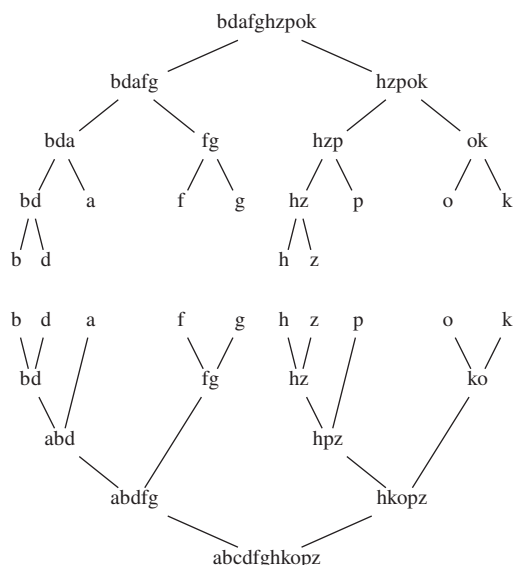 bdafghzpok
bdafg hzpok
bda fg hzp ok
bd a f g hz p o k
b d h z
b d a f g h z p o k
bd fg hz ko
abd hpz
abdfg hkopz
abcdfghkopz